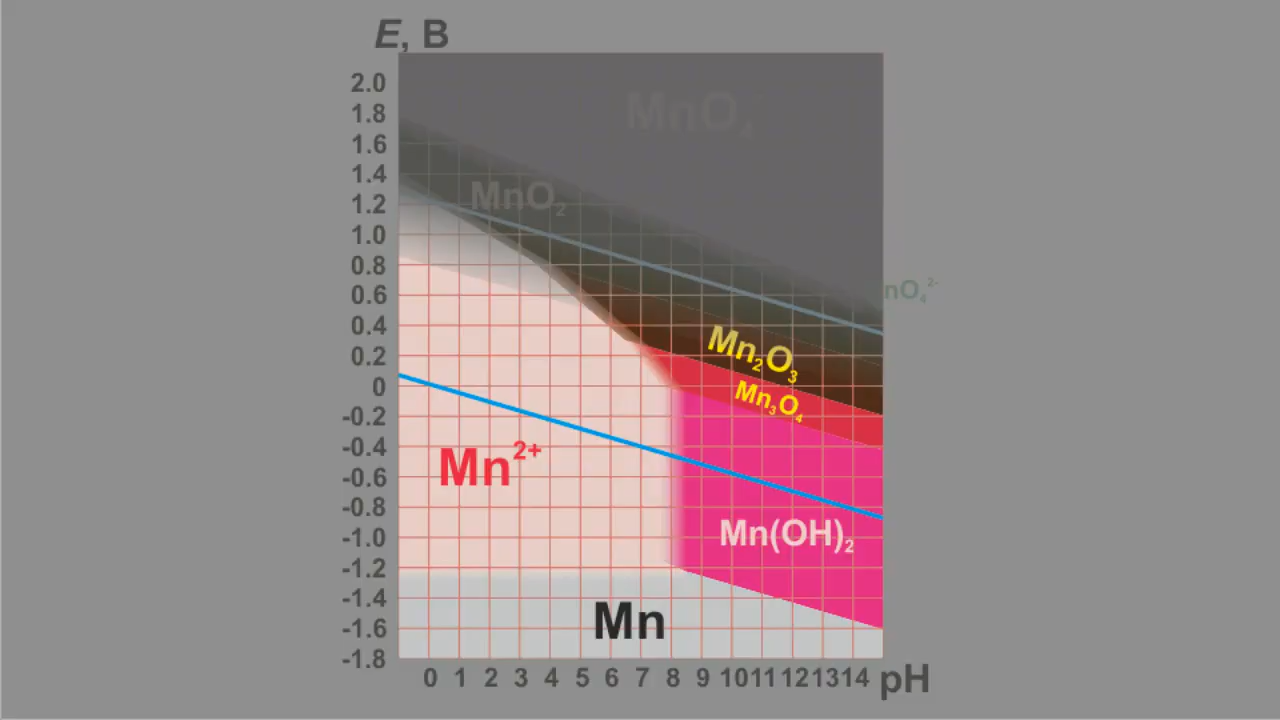 E, В
2.0
1.8
1.6
1.4
1.2
1.0
0.8
0.6
0.4
0.2
0
-0.2
-0.4
-0.6
-0.8
-1.0
-1.2
-1.4
-1.6
-1.8
MnO₄
MnO₂
nO₄²⁻
Mn₂O₃
Mn₃O₄
Mn²⁺
Mn(OH)₂
Mn
0 1 2 3 4 5 6 7 8 9 10 11 12 13 14 pH